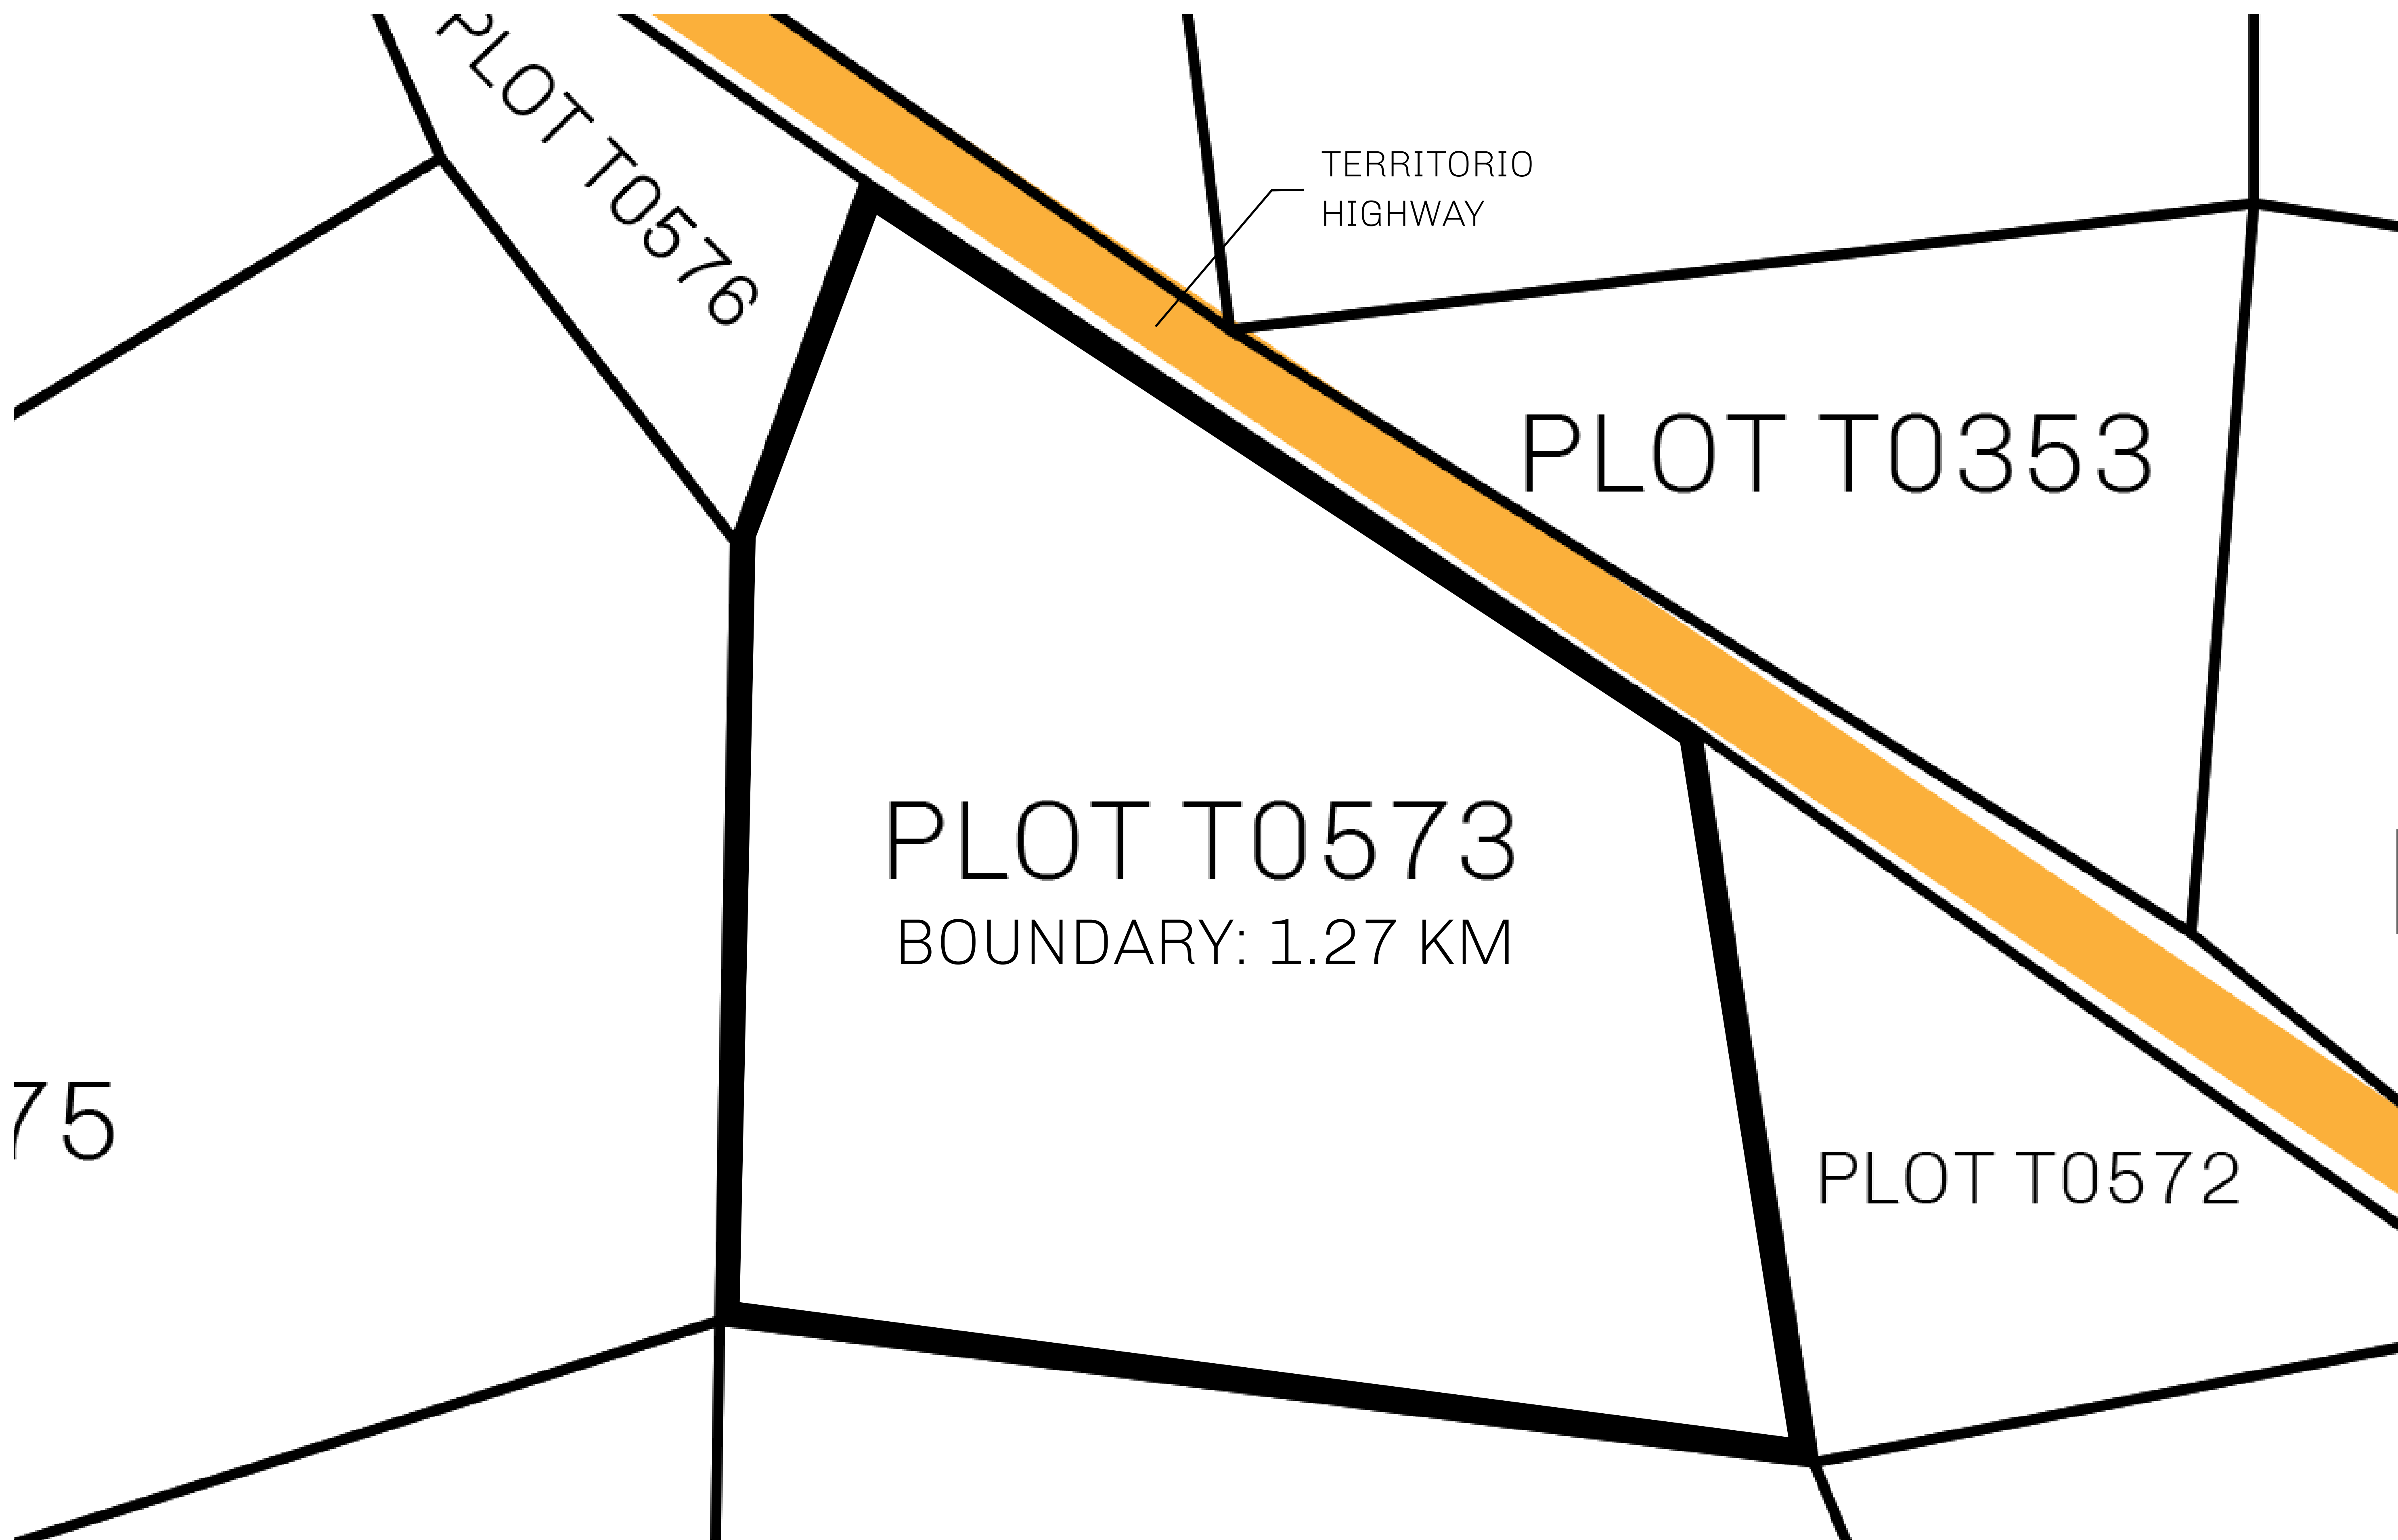 PLOT T0576
TERRITORIO
HIGHWAY
PLOT T0353
PLOT T0573
BOUNDARY: 1.27 KM
75
PLOT T0572